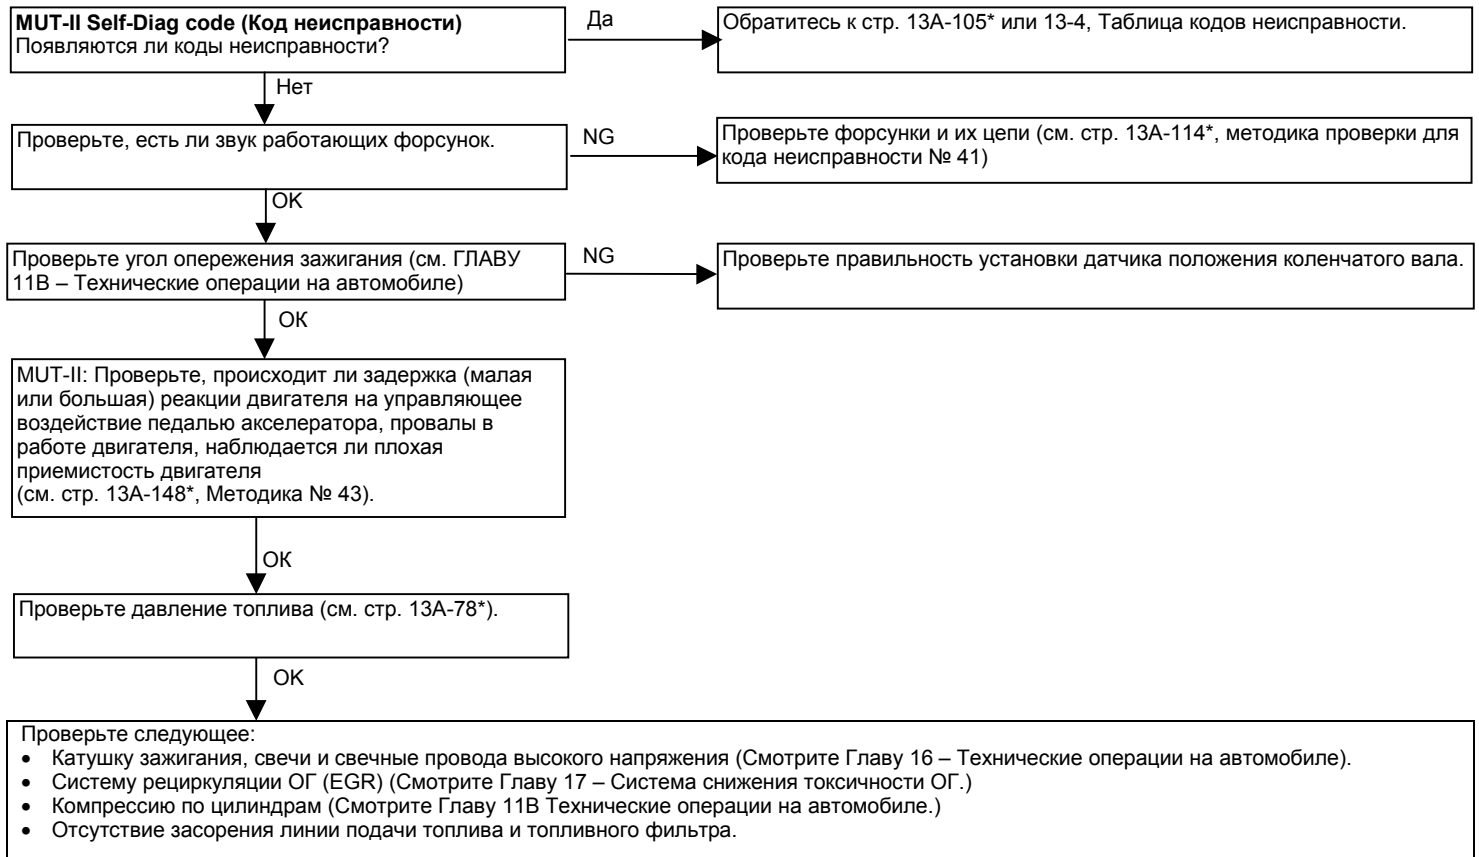 MUT-II Self-Diag code (Код неисправности)
Появляются ли коды неисправности?
Да
Обратитесь к стр. 13A-105* или 13-4, Таблица кодов неисправности.
Нет
Проверьте, есть ли звук работающих форсунок.
NG
Проверьте форсунки и их цепи (см. стр. 13A-114*, методика проверки для
кода неисправности № 41)
OK
Проверьте угол опережения зажигания (см. ГЛАВУ
11В – Технические операции на автомобиле)
NG
Проверьте правильность установки датчика положения коленчатого вала.
OK
MUT-II: Проверьте, происходит ли задержка (малая
или большая) реакции двигателя на управляющее
воздействие педалью акселератора, провалы в
работе двигателя, наблюдается ли плохая
приемистость двигателя
(см. стр. 13A-148*, Методика № 43).
OK
Проверьте давление топлива (см. стр. 13A-78*).
OK
Проверьте следующее:
• Катушку зажигания, свечи и свечные провода высокого напряжения (Смотрите Главу 16 – Технические операции на автомобиле).
• Систему рециркуляции ОГ (EGR) (Смотрите Главу 17 – Система снижения токсичности ОГ.)
• Компрессию по цилиндрам (Смотрите Главу 11В Технические операции на автомобиле.)
• Отсутствие засорения линии подачи топлива и топливного фильтра.